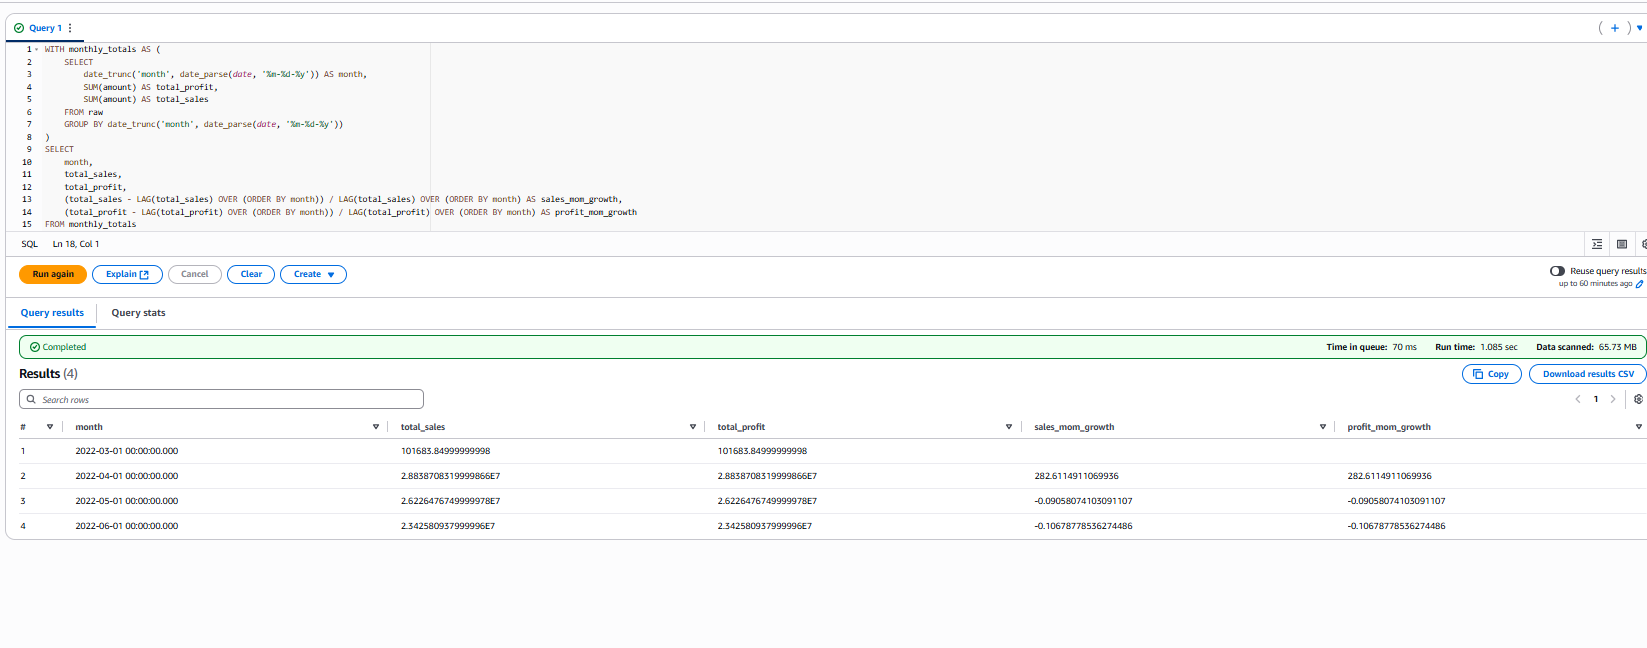 Query 1
1 WITH monthly_totals AS (
2 SELECT
3 date_trunc('month', date_parse(date, '%m-%d-%y')) AS month,
4 SUM(amount) AS total_profit,
5 SUM(amount) AS total_sales
6 FROM raw
7 GROUP BY date_trunc('month', date_parse(date, '%m-%d-%y'))
8 )
9 SELECT
10 month,
11 total_sales,
12 total_profit,
13 (total_sales - LAG(total_sales) OVER (ORDER BY month)) / LAG(total_sales) OVER (ORDER BY month) AS sales_mom_growth,
14 (total_profit - LAG(total_profit) OVER (ORDER BY month)) / LAG(total_profit) OVER (ORDER BY month) AS profit_mom_growth
15 FROM monthly_totals
SQL Ln 18, Col 1
Run again Explain Cancel Clear Create Reuse query results
up to 60 minutes ago
Query results Query stats
Completed Time in queue: 70 ms Run time: 1.085 sec Data scanned: 65.73 MB
Results (4) Copy Download results CSV
Search rows 1
# month total_sales total_profit sales_mom_growth profit_mom_growth
1 2022-03-01 00:00:00.000 101683.84999999998 101683.84999999998
2 2022-04-01 00:00:00.000 2.8838708319999866E7 2.8838708319999866E7 282.6114911069936 282.6114911069936
3 2022-05-01 00:00:00.000 2.6226476749999978E7 2.6226476749999978E7 -0.09058074103091107 -0.09058074103091107
4 2022-06-01 00:00:00.000 2.342580937999996E7 2.342580937999996E7 -0.10678778536274486 -0.10678778536274486